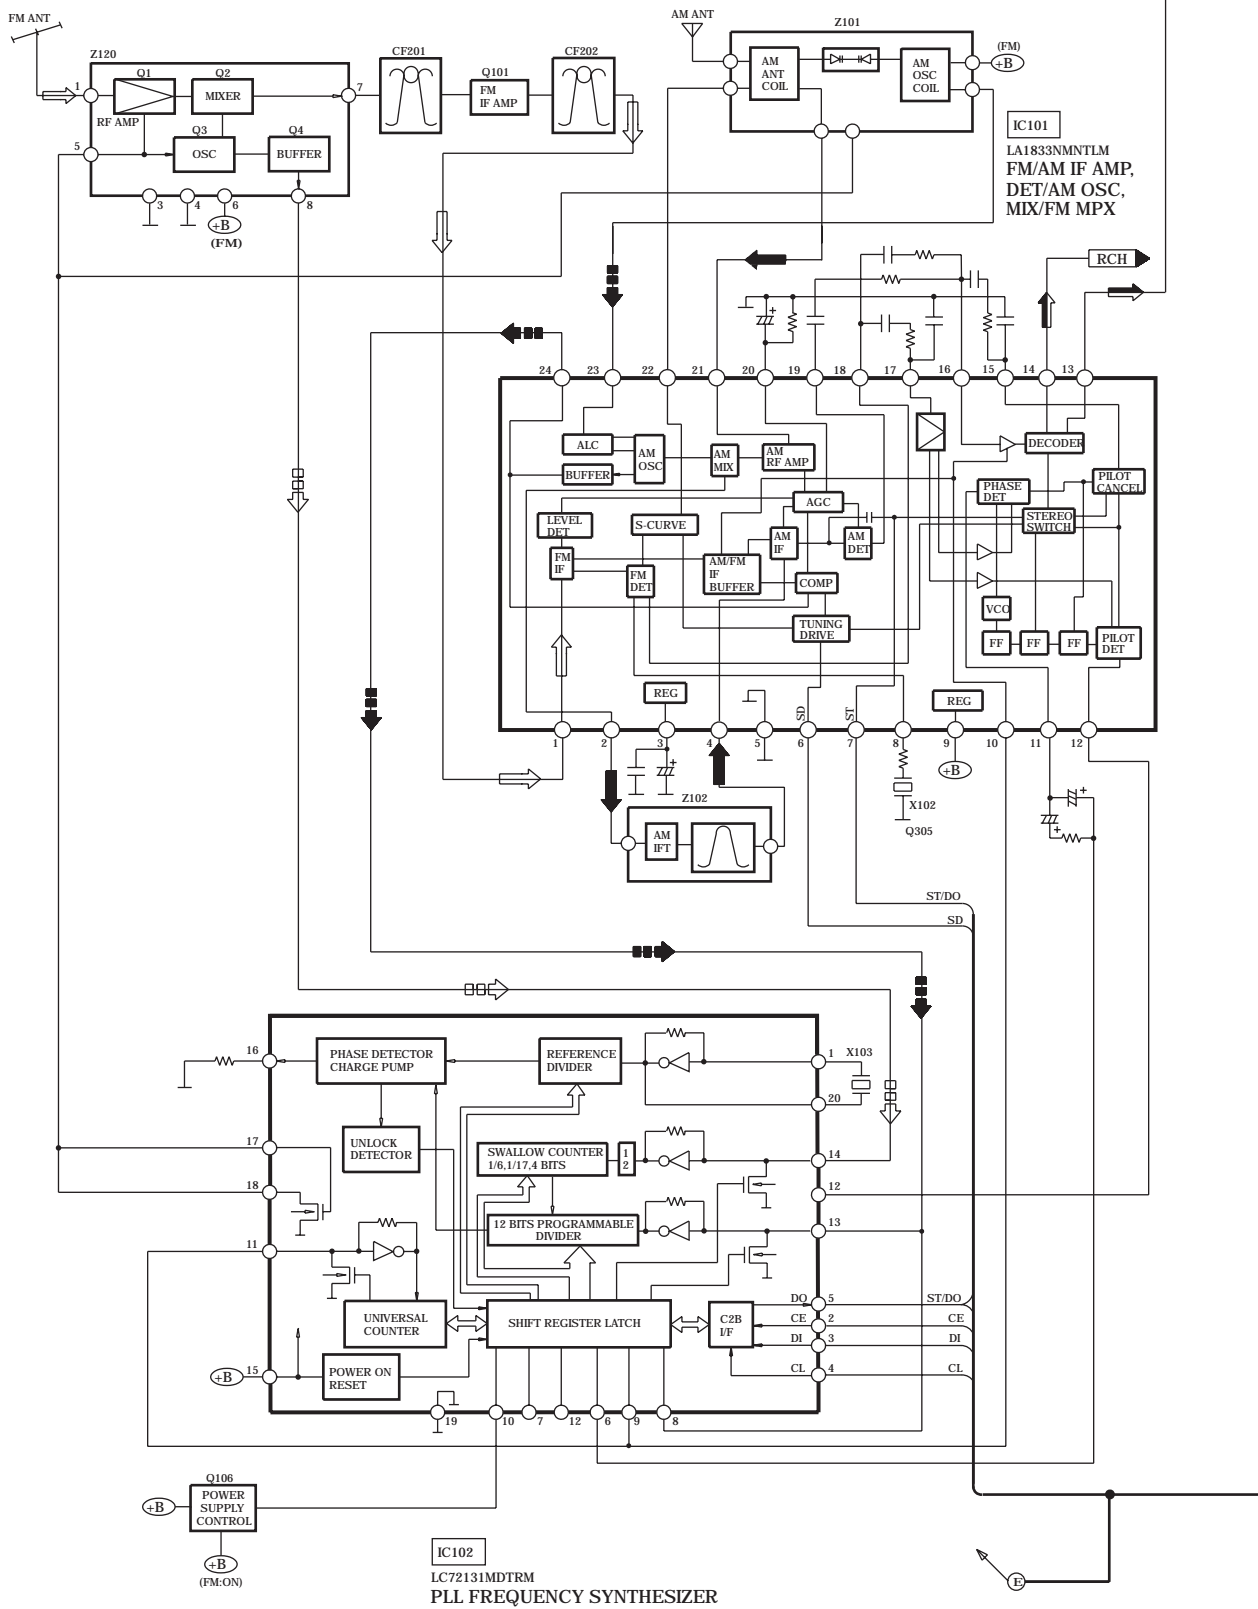 FM ANT
Z120
1
Q1
RF AMP
Q2
MIXER
7
5
Q3
OSC
Q4
BUFFER
3
4
6
8
+B
(FM)
CF201
Q101
FM
IF AMP
CF202
AM ANT
Z101
AM
ANT
COIL
AM
OSC
COIL
(FM)
+B
IC101
LA1833NMNTLM
FM/AM IF AMP,
DET/AM OSC,
MIX/FM MPX
RCH
24
23
22
21
20
19
18
17
16
15
14
13
+
ALC
BUFFER
AM
OSC
AM
MIX
AM
RF AMP
DECODER
PHASE
DET
PILOT
CANCEL
AGC
LEVEL
DET
S-CURVE
STEREO
SWITCH
FM
IF
FM
DET
AM/FM
IF
BUFFER
AM
IF
AM
DET
COMP
VCO
TUNING
DRIVE
FF
FF
FF
PILOT
DET
REG
REG
SD
ST
1
2
3
4
5
6
7
8
9
10
11
12
+
+B
X102
Q305
+
+
Z102
AM
IFT
ST/DO
SD
16
PHASE DETECTOR
CHARGE PUMP
REFERENCE
DIVIDER
1
X103
20
17
UNLOCK
DETECTOR
SWALLOW COUNTER
1/6,1/17,4 BITS
1
2
14
18
12
12 BITS PROGRAMMABLE
DIVIDER
13
11
UNIVERSAL
COUNTER
SHIFT REGISTER LATCH
C2B
I/F
DO
5
ST/DO
CE
2
CE
DI
3
DI
CL
4
CL
+B
15
POWER ON
RESET
19
10
7
12
6
9
8
Q106
+B
POWER
SUPPLY
CONTROL
+B
(FM:ON)
IC102
LC72131MDTRM
PLL FREQUENCY SYNTHESIZER
E